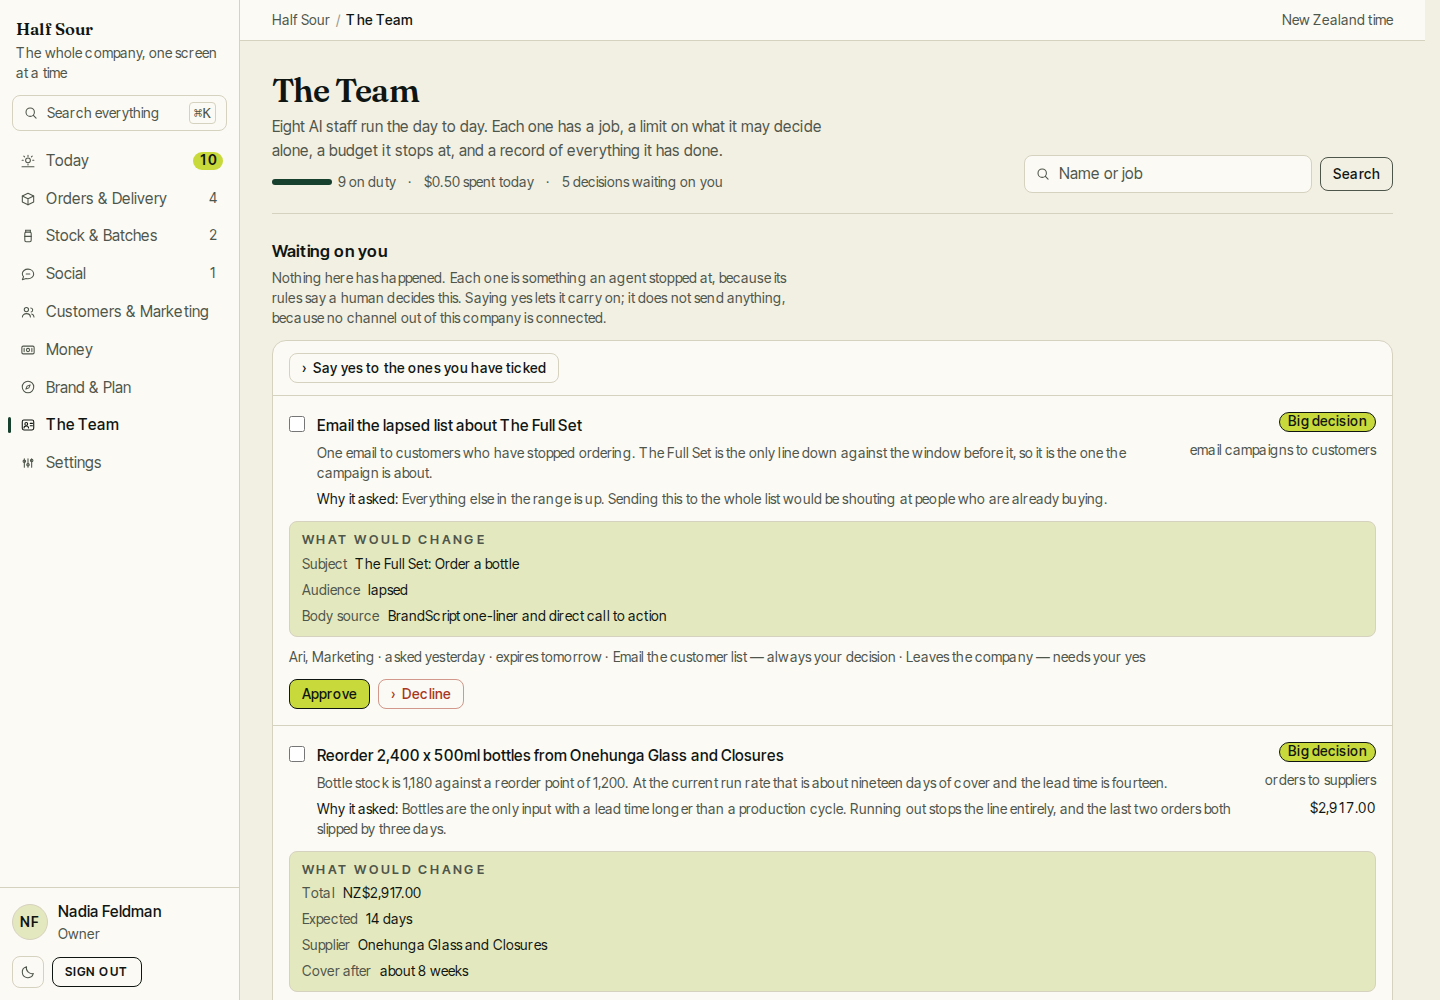 Half Sour
The whole company, one screen
at a time
Search everything ⌘K
Today 10
Orders & Delivery 4
Stock & Batches 2
Social 1
Customers & Marketing
Money
Brand & Plan
The Team
Settings
NF
Nadia Feldman
Owner
SIGN OUT
Half Sour / The Team
New Zealand time
The Team
Eight AI staff run the day to day. Each one has a job, a limit on what it may decide
alone, a budget it stops at, and a record of everything it has done.
9 on duty · $0.50 spent today · 5 decisions waiting on you
Name or job
Search
Waiting on you
Nothing here has happened. Each one is something an agent stopped at, because its
rules say a human decides this. Saying yes lets it carry on; it does not send anything,
because no channel out of this company is connected.
› Say yes to the ones you have ticked
Email the lapsed list about The Full Set
Big decision
One email to customers who have stopped ordering. The Full Set is the only line down against the window before it, so it is the one the
campaign is about.
email campaigns to customers
Why it asked: Everything else in the range is up. Sending this to the whole list would be shouting at people who are already buying.
WHAT WOULD CHANGE
Subject The Full Set: Order a bottle
Audience lapsed
Body source BrandScript one-liner and direct call to action
Ari, Marketing · asked yesterday · expires tomorrow · Email the customer list — always your decision · Leaves the company — needs your yes
Approve
› Decline
Reorder 2,400 x 500ml bottles from Onehunga Glass and Closures
Big decision
Bottle stock is 1,180 against a reorder point of 1,200. At the current run rate that is about nineteen days of cover and the lead time is fourteen.
orders to suppliers
Why it asked: Bottles are the only input with a lead time longer than a production cycle. Running out stops the line entirely, and the last two orders both
slipped by three days.
$2,917.00
WHAT WOULD CHANGE
Total NZ$2,917.00
Expected 14 days
Supplier Onehunga Glass and Closures
Cover after about 8 weeks